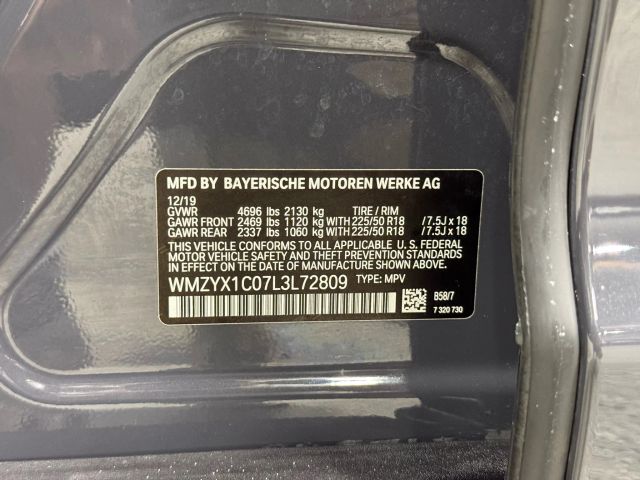 MFD BY BAYERISCHE MOTOREN WERKE AG
12/19
GVWR 4696 lbs 2130 kg TIRE / RIM
GAWR FRONT 2469 lbs 1120 kg WITH 225/50 R18 /7.5J x 18
GAWR REAR 2337 lbs 1060 kg WITH 225/50 R18 /7.5J x 18
THIS VEHICLE CONFORMS TO ALL APPLICABLE U. S. FEDERAL
MOTOR VEHICLE SAFETY BUMPER, AND THEFT PREVENTION STANDARDS
IN EFFECT ON THE DATE OF MANUFACTURE SHOWN ABOVE.
WMZYX1C07L3L72809 TYPE: MPV
B58/7
7 320 730